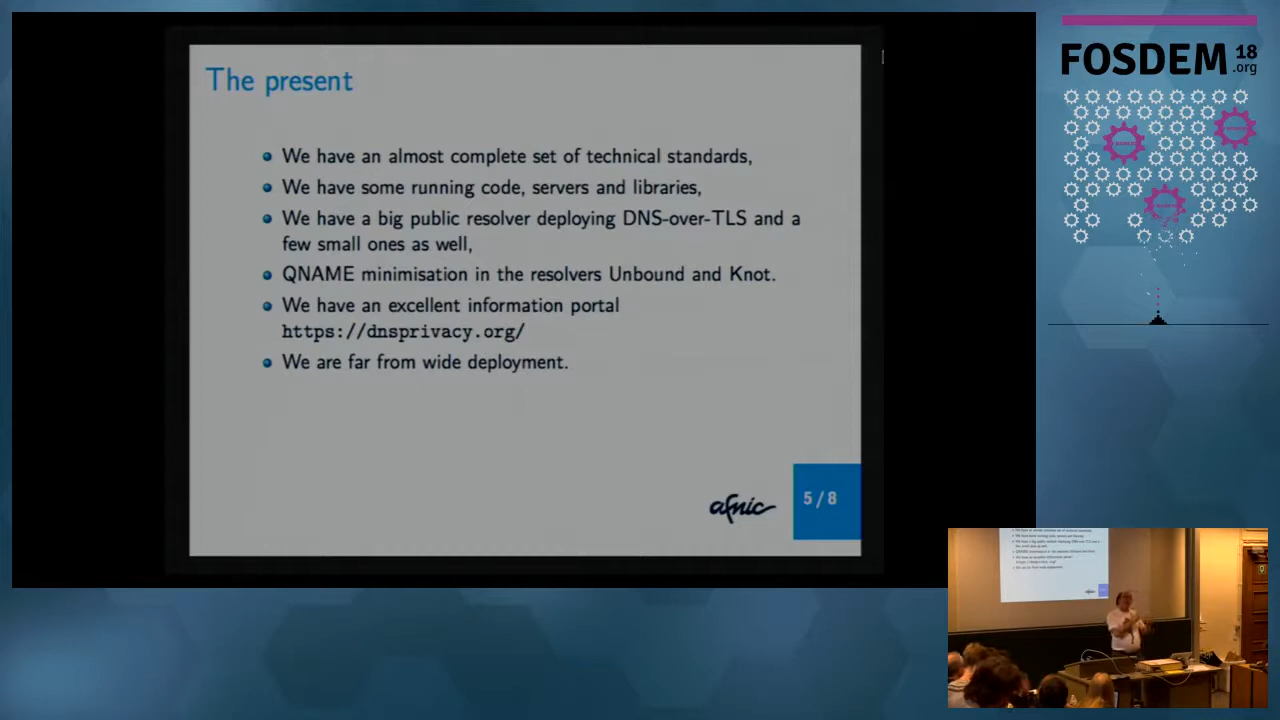 The present
We have an almost complete set of technical standards,
We have some running code, servers and libraries,
We have a big public resolver deploying DNS-over-TLS and a
few small ones as well,
QNAME minimisation in the resolvers Unbound and Knot.
We have an excellent information portal
https://dnsprivacy.org/
We are far from wide deployment.
afnic
5/8
FOSDEM 18
.org